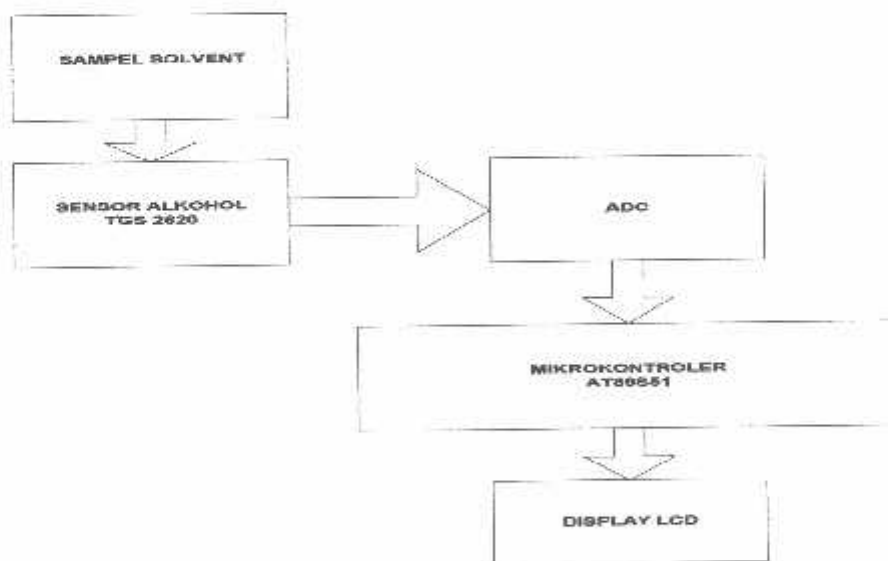 SAMPEL SOLVENT
SENSOR ALKOHOL
TGS 2620
ADC
MIKROKONTROLER
AT89S51
DISPLAY LCD